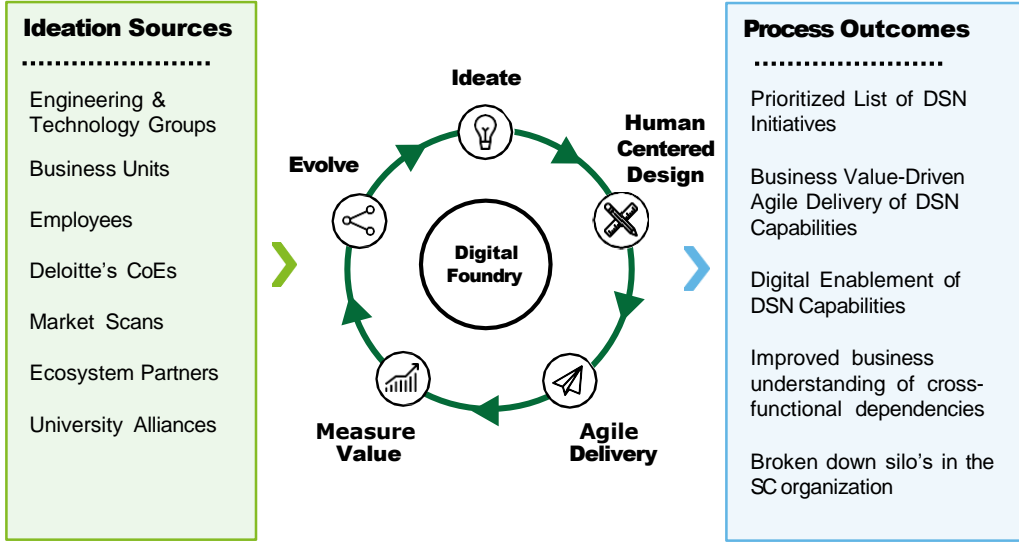 Ideation Sources
Engineering &
Technology Groups
Business Units
Employees
Deloitte's CoEs
Market Scans
Ecosystem Partners
University Alliances
Ideate
Human
Centered
Design
Evolve
Digital
Foundry
Measure
Value
Agile
Delivery
Process Outcomes
Prioritized List of DSN
Initiatives
Business Value-Driven
Agile Delivery of DSN
Capabilities
Digital Enablement of
DSN Capabilities
Improved business
understanding of cross-
functional dependencies
Broken down silo's in the
SC organization